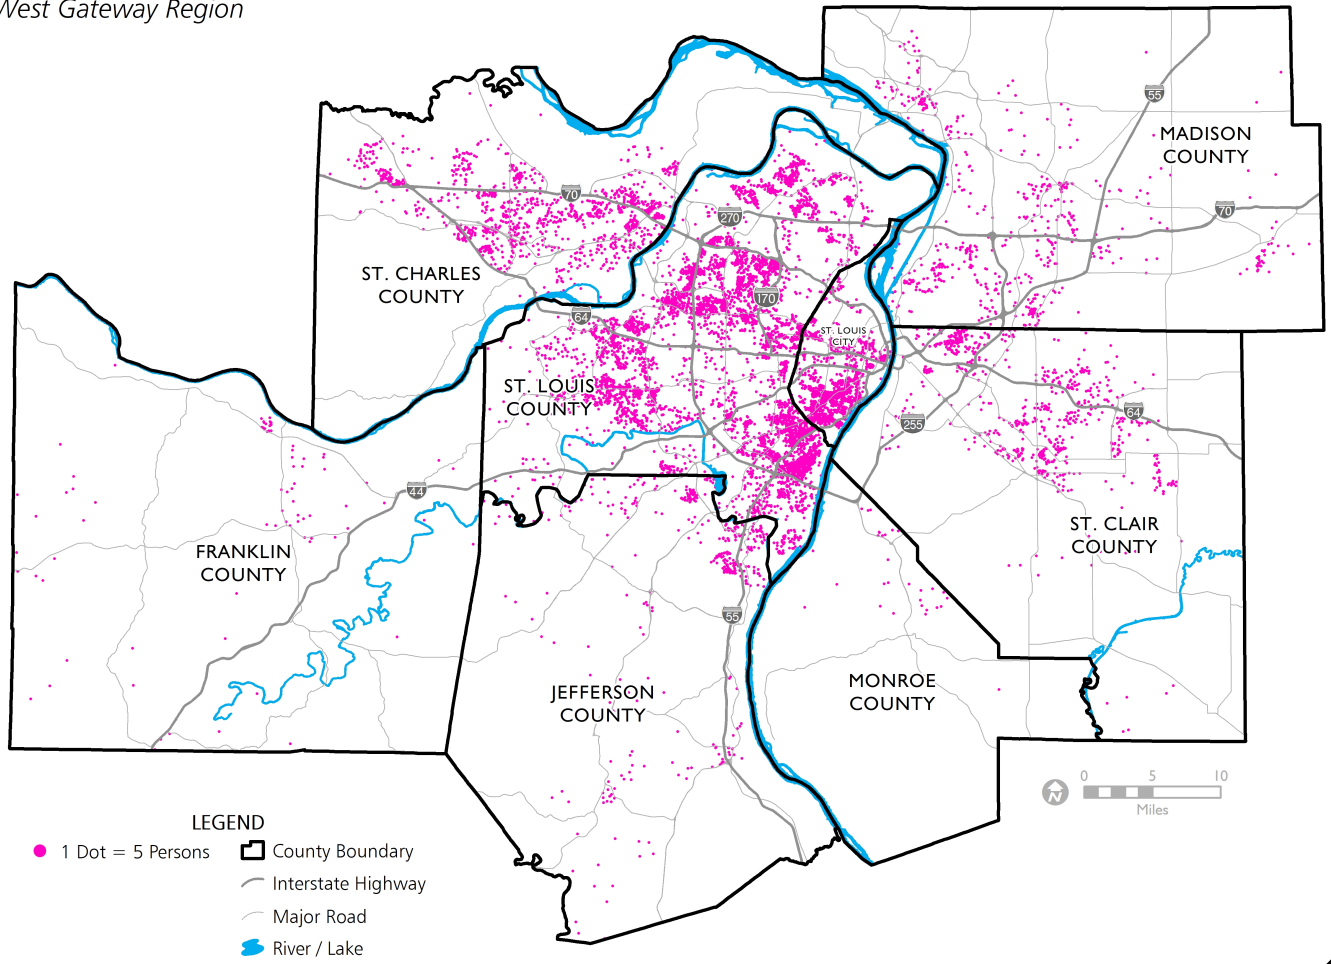 West Gateway Region
55
MADISON
COUNTY
70
270
70
ST. CHARLES
COUNTY
170
64
ST. LOUIS
CITY
ST. LOUIS
COUNTY
64
255
44
ST. CLAIR
COUNTY
FRANKLIN
COUNTY
55
JEFFERSON
COUNTY
MONROE
COUNTY
0 5 10
N
Miles
LEGEND
1 Dot = 5 Persons
County Boundary
Interstate Highway
Major Road
River / Lake